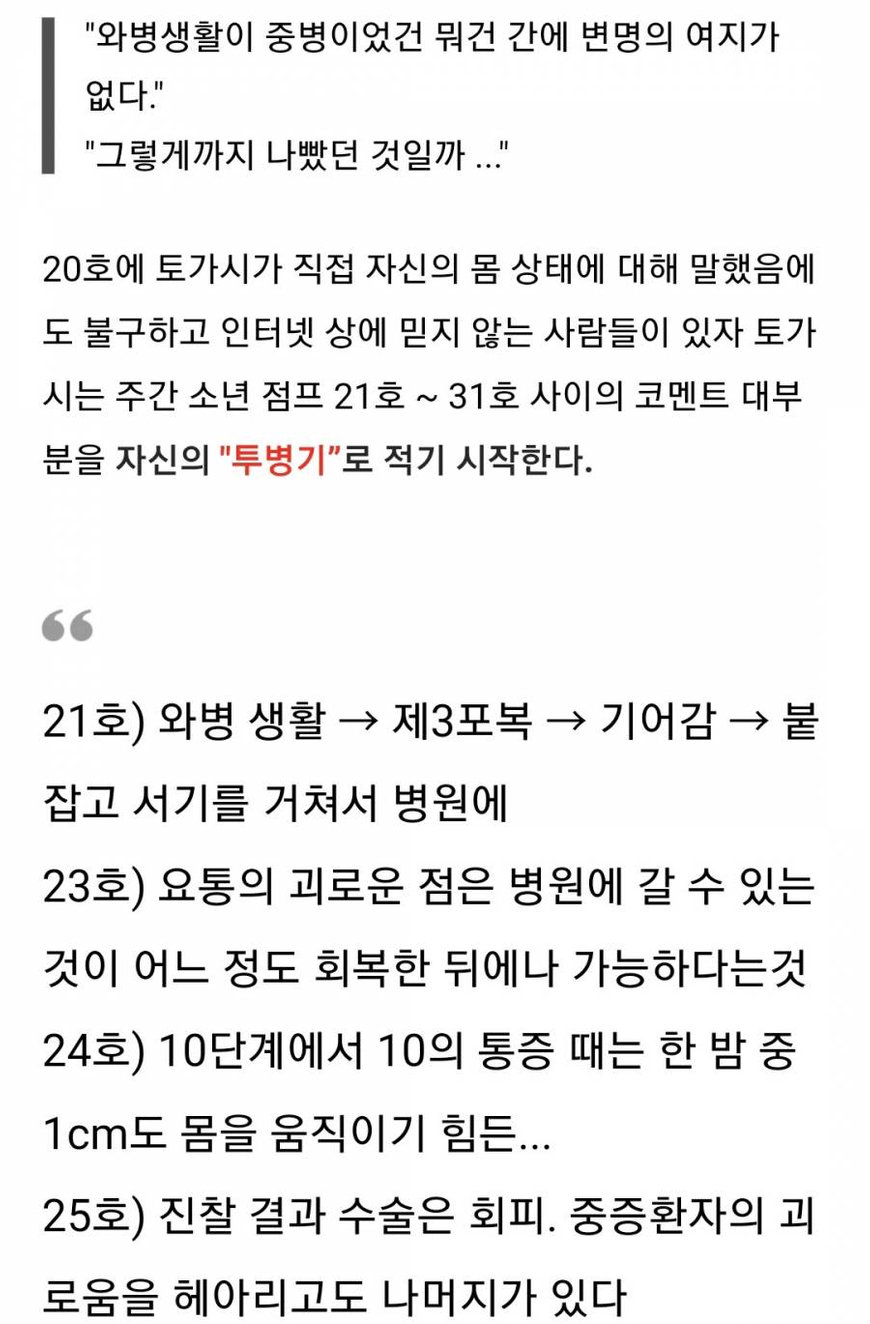 "와병생활이 중병이었건 뭐건 간에 변명의 여지가
없다."
"그렇게까지 나빴던 것일까 ..."
20호에 토가시가 직접 자신의 몸 상태에 대해 말했음에
도 불구하고 인터넷 상에 믿지 않는 사람들이 있자 토가
시는 주간 소년 점프 21호 ~ 31호 사이의 코멘트 대부
분을 자신의 "투병기”로 적기 시작한다.
“
21호) 와병 생활 → 제3포복 → 기어감 → 붙
잡고 서기를 거쳐서 병원에
23호) 요통의 괴로운 점은 병원에 갈 수 있는
것이 어느 정도 회복한 뒤에나 가능하다는것
24호) 10단계에서 10의 통증 때는 한 밤 중
1cm도 몸을 움직이기 힘든...
25호) 진찰 결과 수술은 회피. 중증환자의 괴
로움을 헤아리고도 나머지가 있다